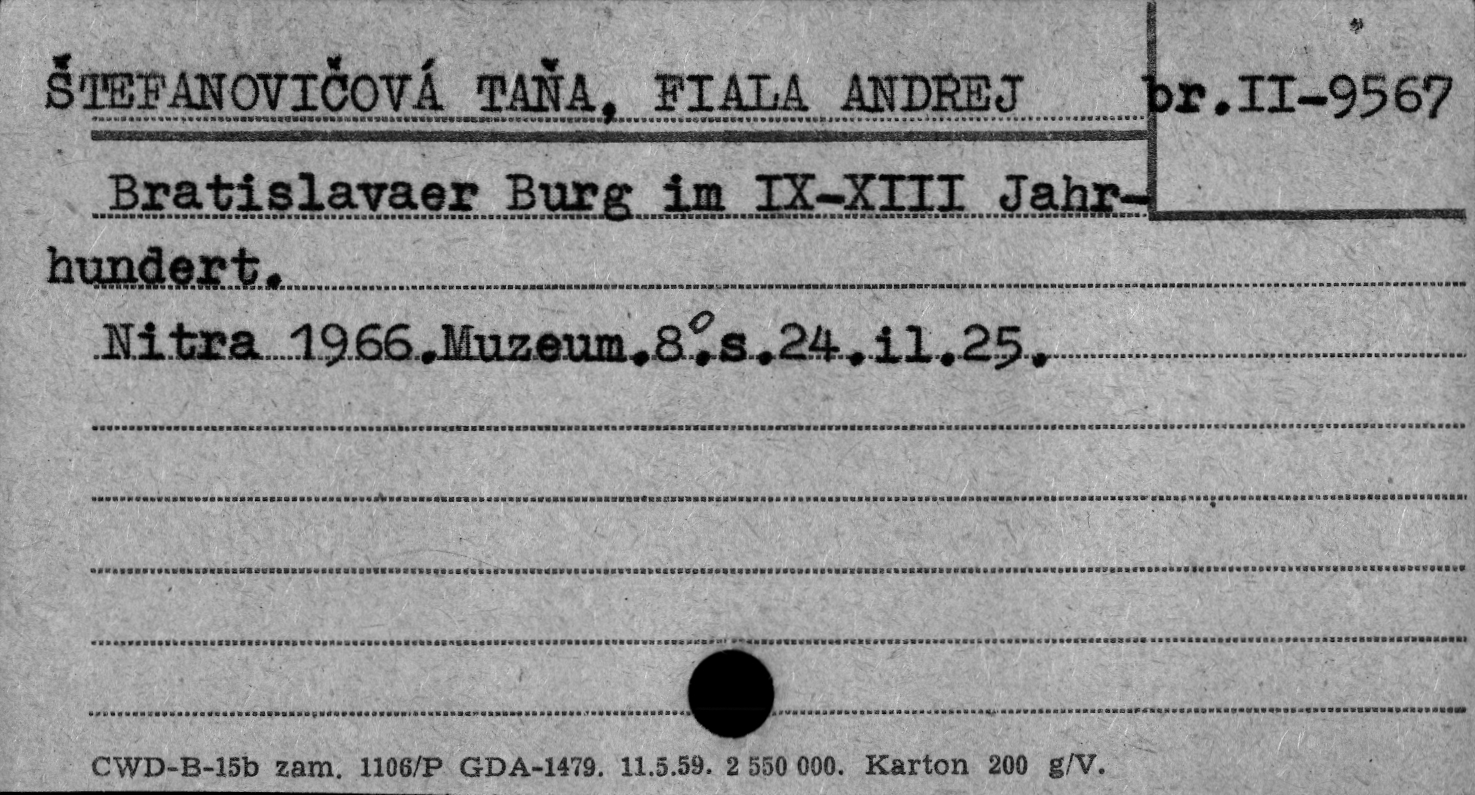 ŠTEFANOVIČOVÁ TAŇA, FIALA ANDREJ br.II-9567
Bratislavaer Burg im IX-XIII Jahr-
hundert.
Nitra 1966.Muzeum.8°.s.24.il.25.
CWD-B-15b zam. 1106/P GDA-1479. 11.5.59. 2 550 000. Karton 200 g/V.